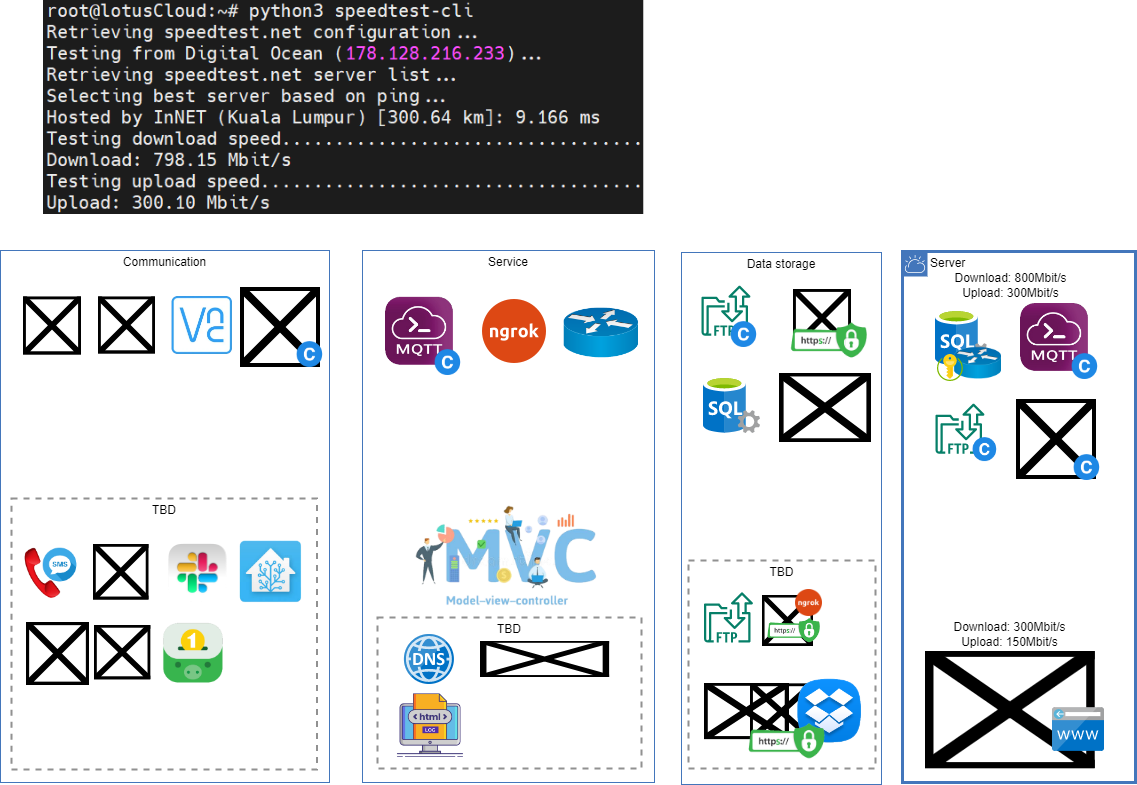 root@lotusCloud:~# python3 speedtest-cli
Retrieving speedtest.net configuration...
Testing from Digital Ocean (178.128.216.233)...
Retrieving speedtest.net server list...
Selecting best server based on ping...
Hosted by InNET (Kuala Lumpur) [300.64 km]: 9.166 ms
Testing download speed..................................
Download: 798.15 Mbit/s
Testing upload speed....................................
Upload: 300.10 Mbit/s
Communication
Vnc
C
TBD
SMS
1
Service
MQTT
C
ngrok
MVC
Model–view–controller
TBD
DNS
<html>
LOC
Data storage
FTP
C
https://
SQL
TBD
FTP
ngrok
https://
https://
Server
Download: 800Mbit/s
Upload: 300Mbit/s
SQL
MQTT
C
FTP
C
C
Download: 300Mbit/s
Upload: 150Mbit/s
www